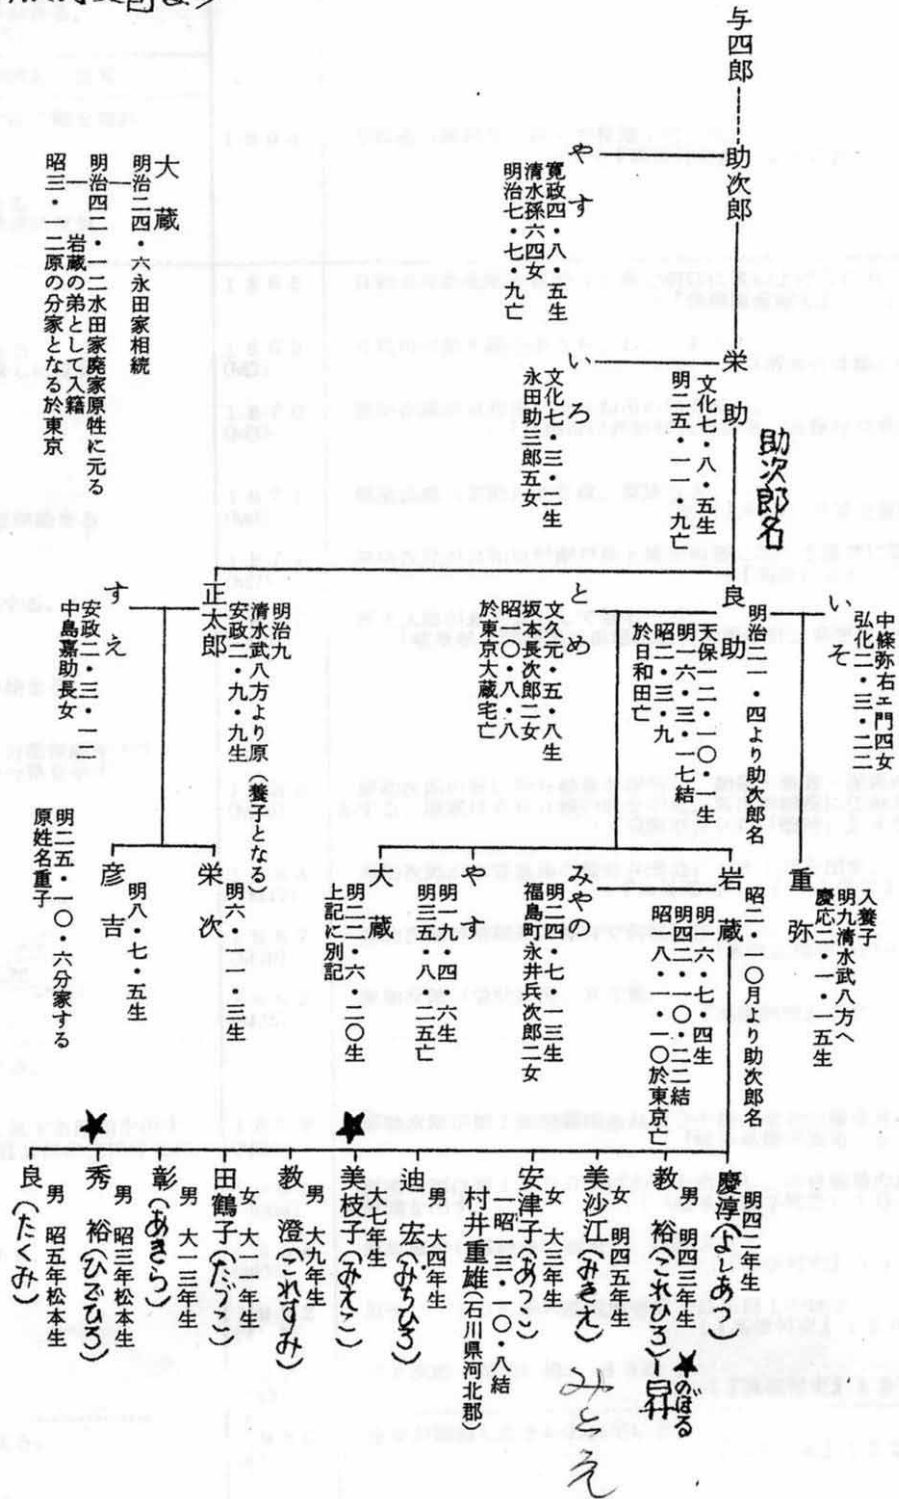 与四郎
助次郎
やす
寛政四・八・五生
清水孫六四女
明治七・七・九亡
栄助
文化七・八・五生
明二五・一一・九亡
助次郎名
いろ
文化七・三・二生
永田助三郎五女
大蔵
明治二四・六永田家相続
明治四二・一二水田家廃家原姓に元る
岩蔵の弟として入籍
昭三・一二原の分家となる於東京
いそ
中條弥右ェ門四女
弘化二・三・二二
良助
明治二一・四より助次郎名
天保一二・一〇・一生
明一六・三・一七結
昭二・三・九
於日和田亡
とめ
文久元・五・八生
坂本長次郎二女
昭一〇・八・八
於東京大蔵宅亡
正太郎
明治九
清水武八方より原(養子となる)
安政二・九・九生
すえ
安政二・三・一二
中島嘉助長女
重弥
入養子
明九清水武八方へ
慶応二・一・一五生
岩蔵
昭二・一〇月より助次郎名
明一六・七・四生
明四一・一〇・二二結
昭四八・一・一〇於東京亡
みやの
明二四・七・一三生
福島町永井氏次郎二女
やす
明一九・四・六生
明三五・八・二五亡
大蔵
明二二・六・二〇生
上記に別記
栄次
明六・一一・三生
彦吉
明八・七・五生
明二五・一〇・六分家する
原姓名重子
慶淳(よしあつ)
明四二年生
教裕(これひろ)
男 明四三年生
★のぼる
昇
美沙江(みさえ)
女 明四五年生
みさえ
安津子(あつこ)
女 大三年生
昭一三・一〇・八結
村井重雄(石川県河北郡)
迪宏(みちひろ)
男 大四年生
★美枝子(みえこ)
大七年生
教澄(これすみ)
男 大九年生
田鶴子(たづこ)
女 大一一年生
彰(あきら)
男 大一三年生
★秀裕(ひでひろ)
男 昭三年松本生
良(たくみ)
男 昭五年松本生